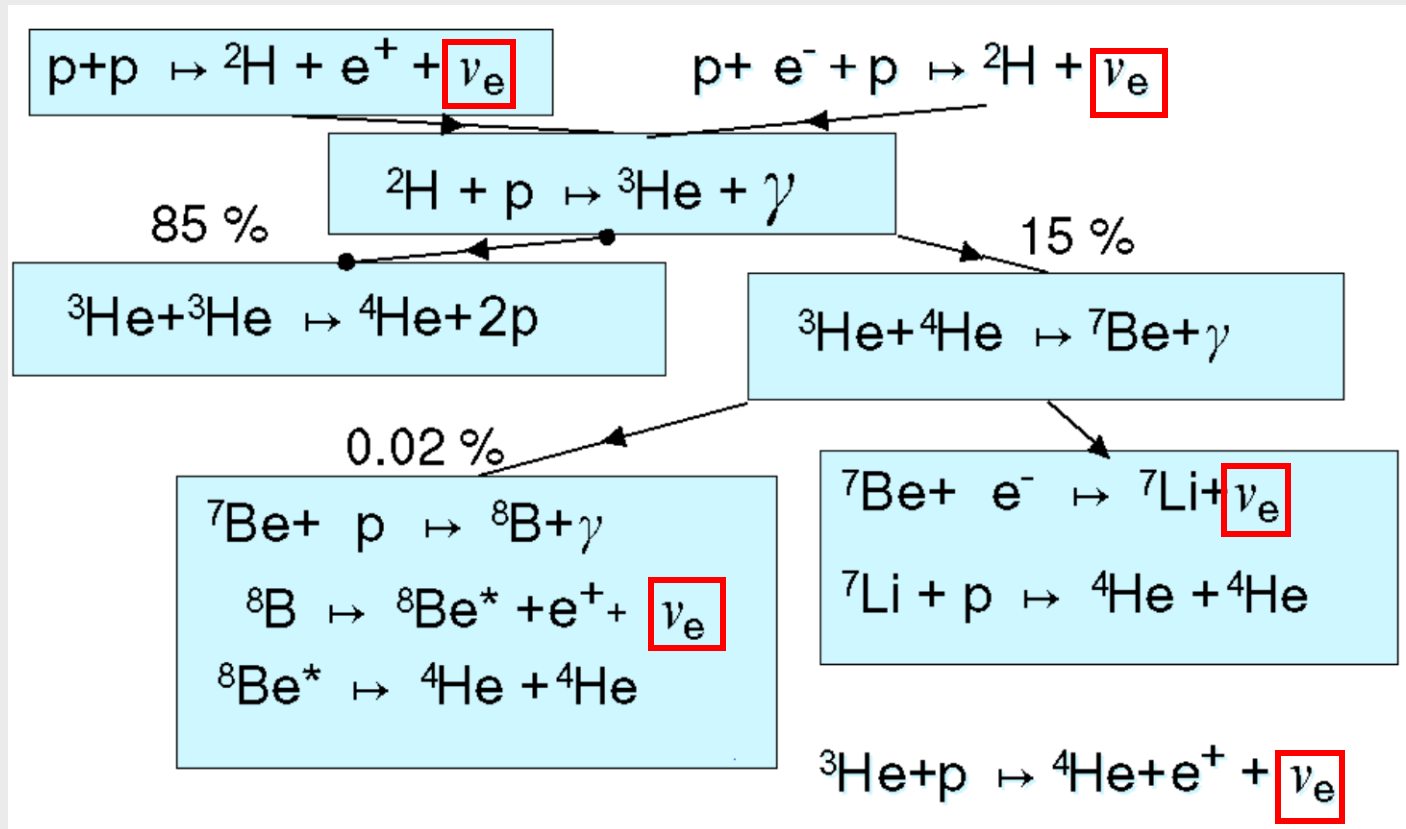 p+p ↦ ²H + e⁺ + νₑ
p+ e⁻ + p ↦ ²H + νₑ
²H + p ↦ ³He + γ
85 %
15 %
³He+³He ↦ ⁴He+2p
³He+⁴He ↦ ⁷Be+γ
0.02 %
⁷Be+ p ↦ ⁸B+γ
⁸B ↦ ⁸Be* +e⁺+ νₑ
⁸Be* ↦ ⁴He +⁴He
⁷Be+ e⁻ ↦ ⁷Li+νₑ
⁷Li + p ↦ ⁴He +⁴He
³He+p ↦ ⁴He+e⁺ + νₑ